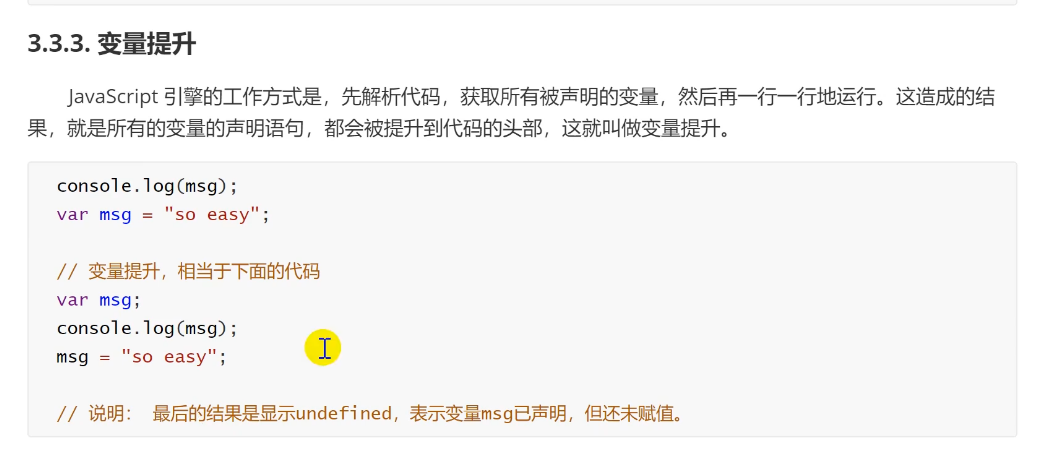 3.3.3. 变量提升
JavaScript 引擎的工作方式是，先解析代码，获取所有被声明的变量，然后再一行一行地运行。这造成的结
果，就是所有的变量的声明语句，都会被提升到代码的头部，这就叫做变量提升。
console.log(msg);
var msg = "so easy";
// 变量提升，相当于下面的代码
var msg;
console.log(msg);
msg = "so easy";
// 说明： 最后的结果是显示undefined，表示变量msg已声明，但还未赋值。